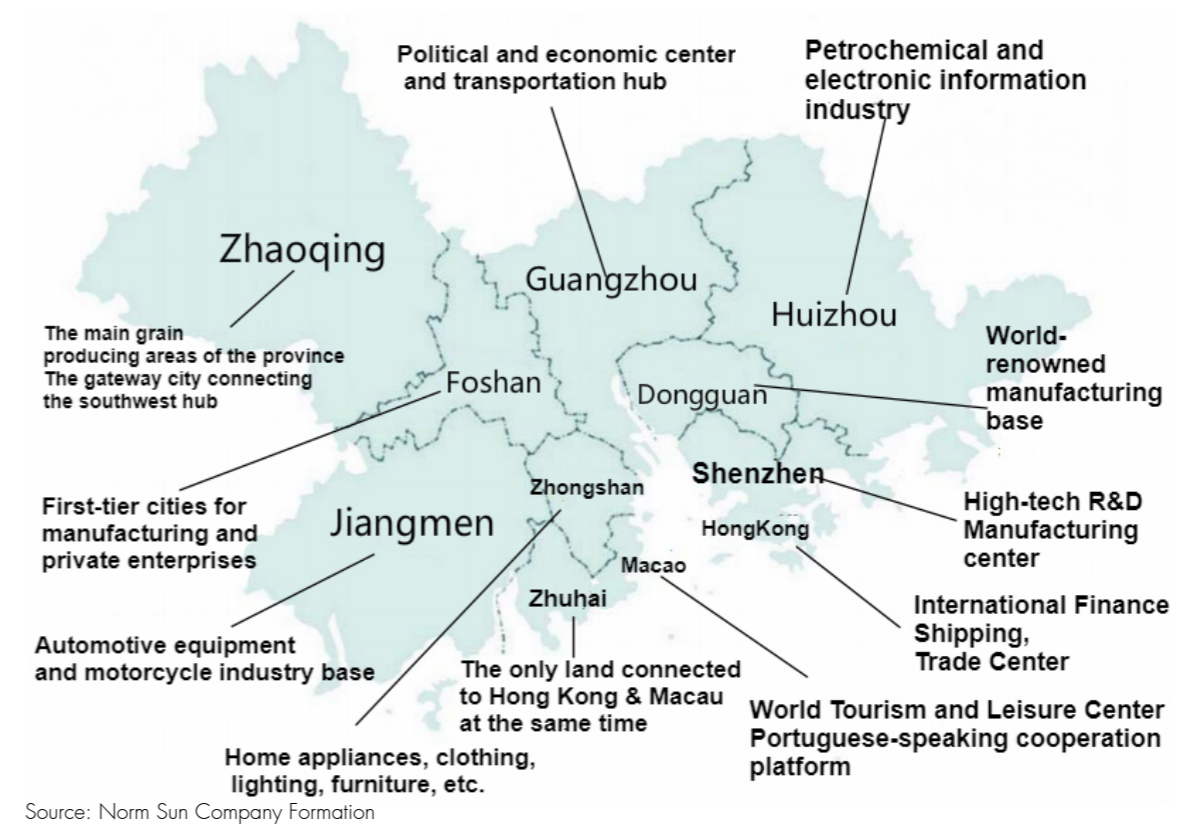 Political and economic center
and transportation hub
Petrochemical and
electronic information
industry
Zhaoqing
Guangzhou
Huizhou
The main grain
producing areas of the province
The gateway city connecting
the southwest hub
World-
renowned
manufacturing
base
Foshan
Dongguan
First-tier cities for
manufacturing and
private enterprises
Jiangmen
Zhongshan
Shenzhen
HongKong
High-tech R&D
Manufacturing
center
Macao
Zhuhai
International Finance
Shipping,
Trade Center
Automotive equipment
and motorcycle industry base
The only land connected
to Hong Kong & Macau
at the same time
World Tourism and Leisure Center
Portuguese-speaking cooperation
platform
Home appliances, clothing,
lighting, furniture, etc.
Source: Norm Sun Company Formation